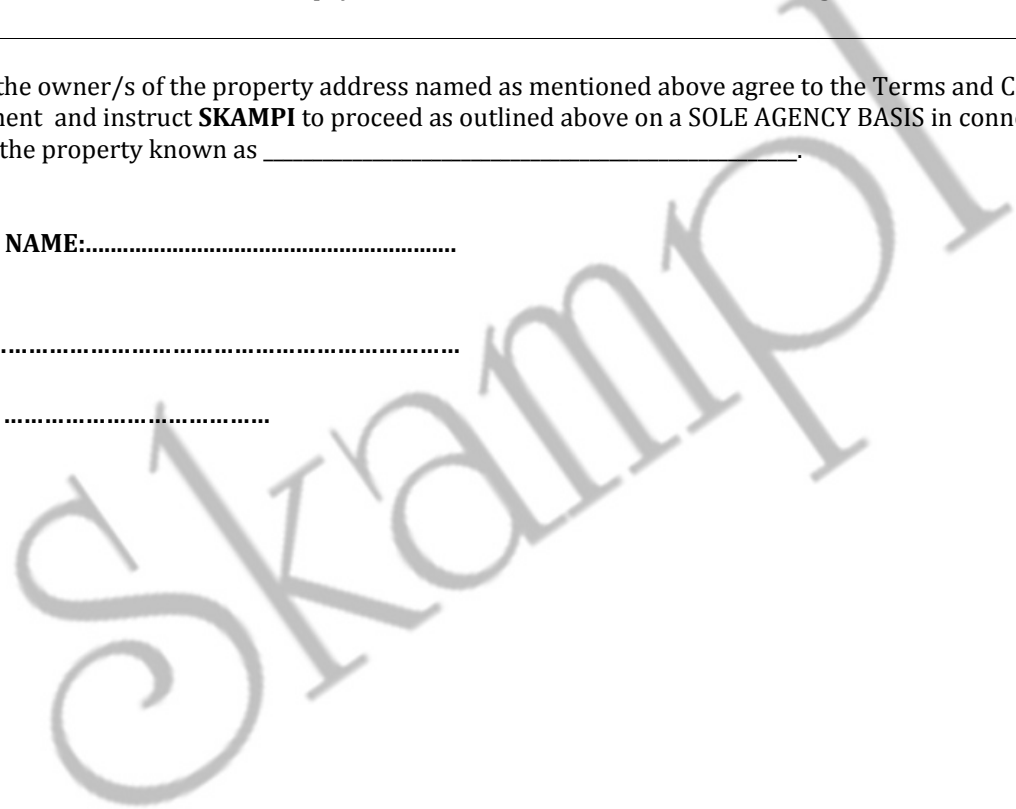 the owner/s of the property address named as mentioned above agree to the Terms and C
ment and instruct SKAMPI to proceed as outlined above on a SOLE AGENCY BASIS in conne
the property known as ______________________________________________________.
NAME:............................................................
………………………………………………………………
……………………………………
Skampi